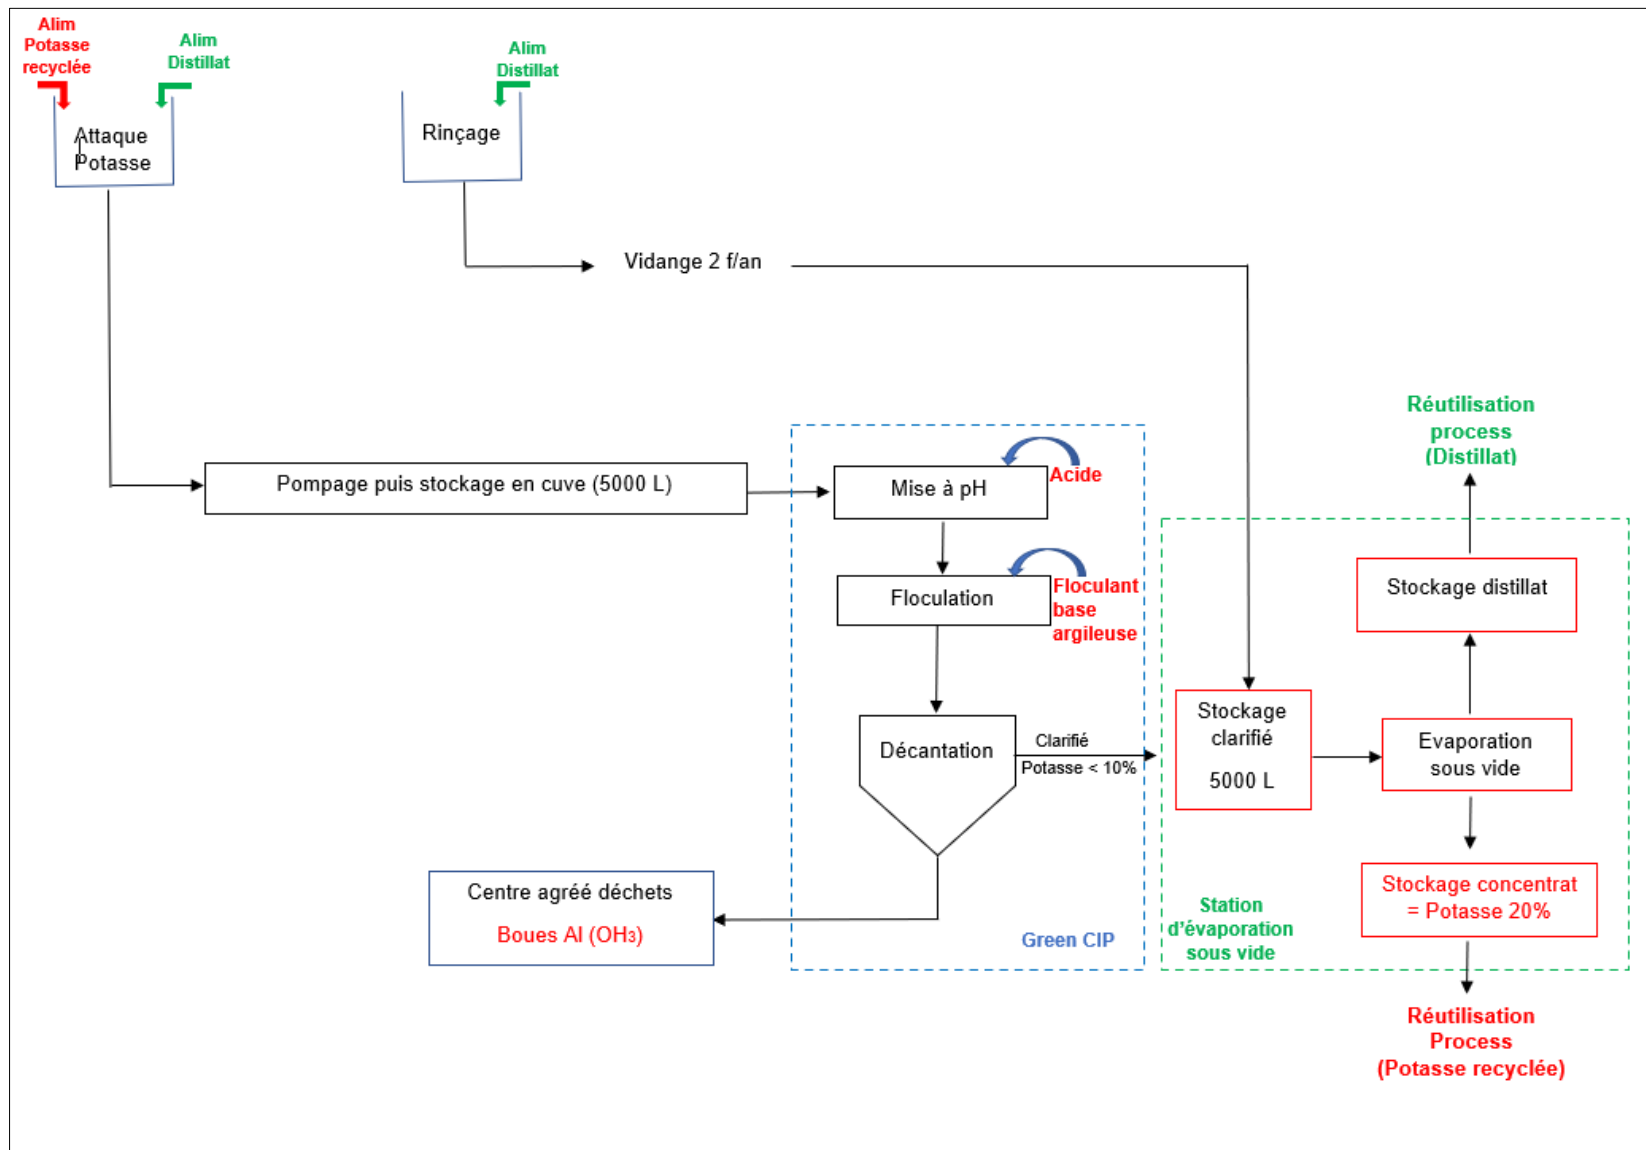 Alim
Potasse
recyclée
Alim
Distillat
Alim
Distillat
Attaque
Potasse
Rinçage
Vidange 2 f/an
Réutilisation
process
(Distillat)
Pompage puis stockage en cuve (5000 L)
Mise à pH
Acide
Floculation
Floculant
base
argileuse
Stockage distillat
Décantation
Clarifié
Potasse < 10%
Stockage
clarifié
5000 L
Evaporation
sous vide
Centre agréé déchets
Boues Al (OH₃)
Green CIP
Station
d’évaporation
sous vide
Stockage concentrat
= Potasse 20%
Réutilisation
Process
(Potasse recyclée)